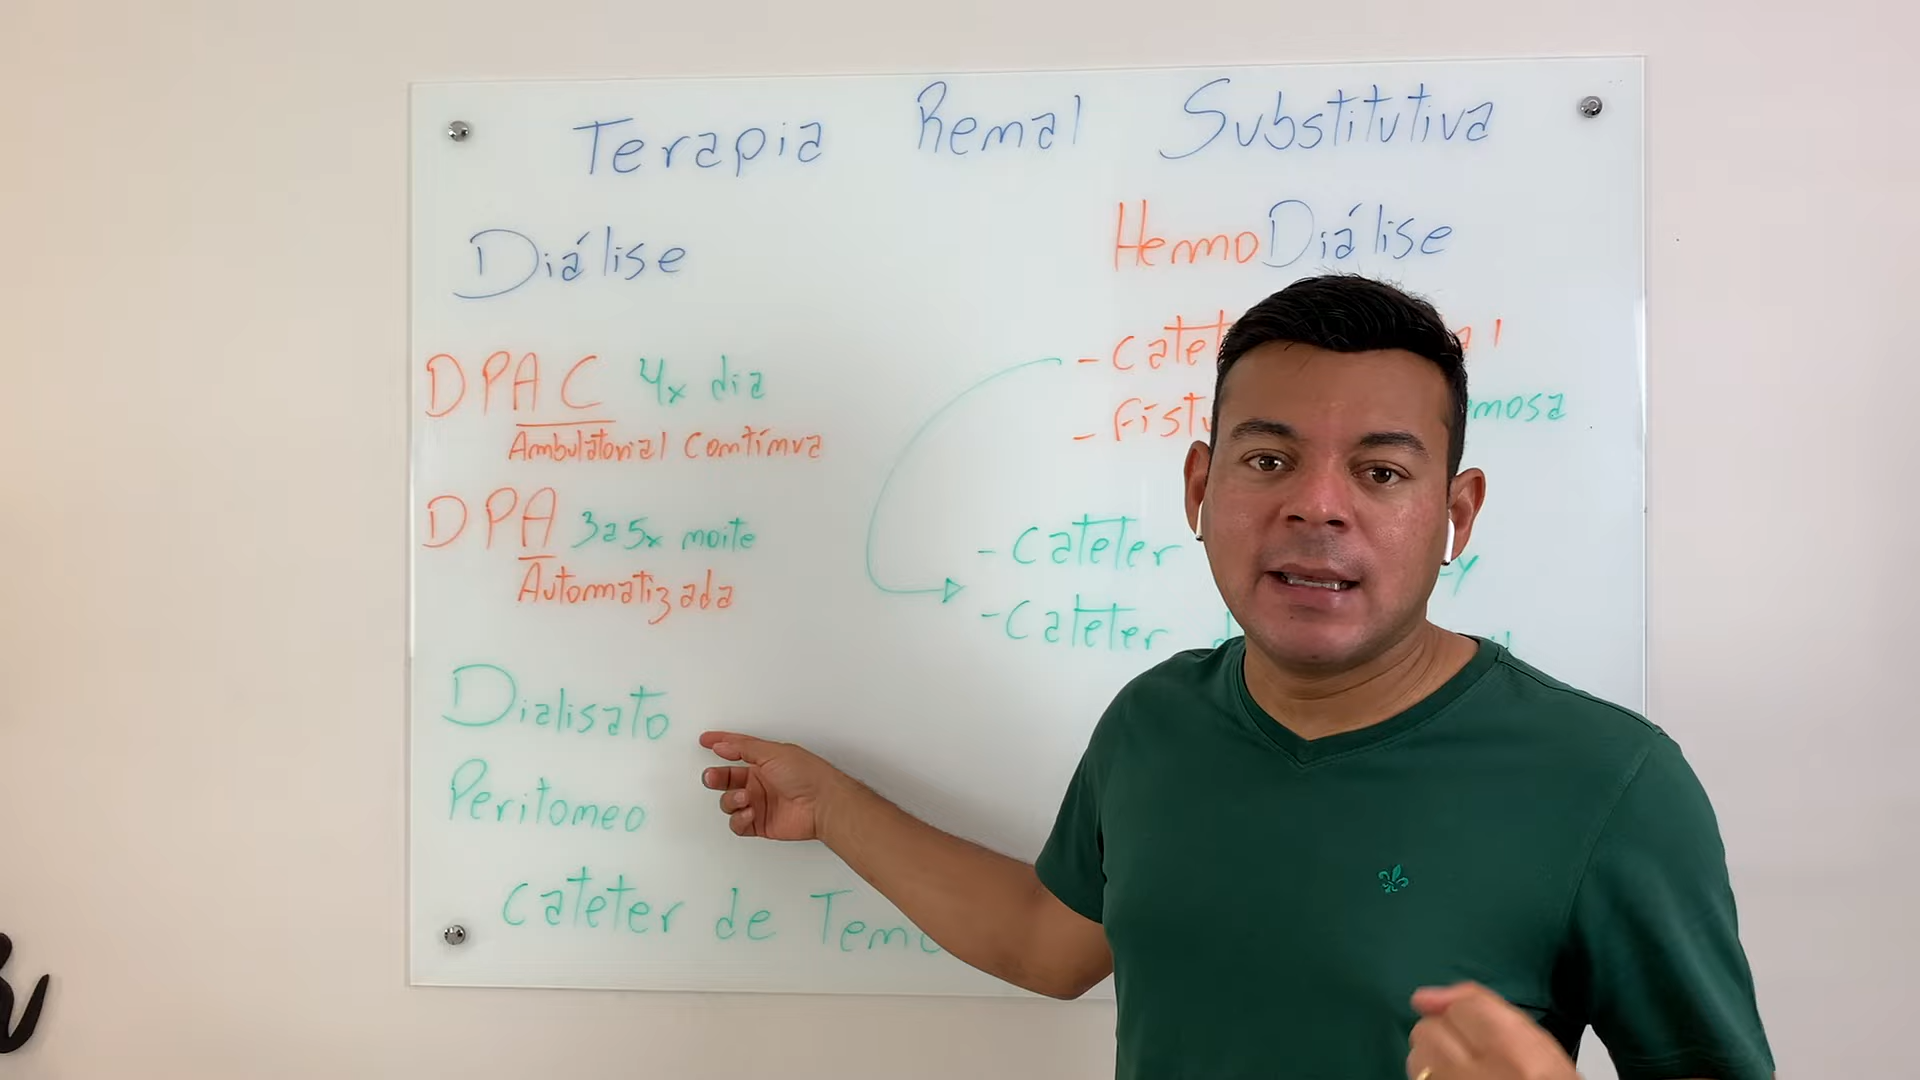 Terapia Renal Substitutiva
Diálise
DPAC 4x dia
Ambulatorial Contínua
DPA 3a5x noite
Automatizada
Dialisato
Peritoneo
Cateter de
HemoDiálise
-
-
- Cateter
- Cateter